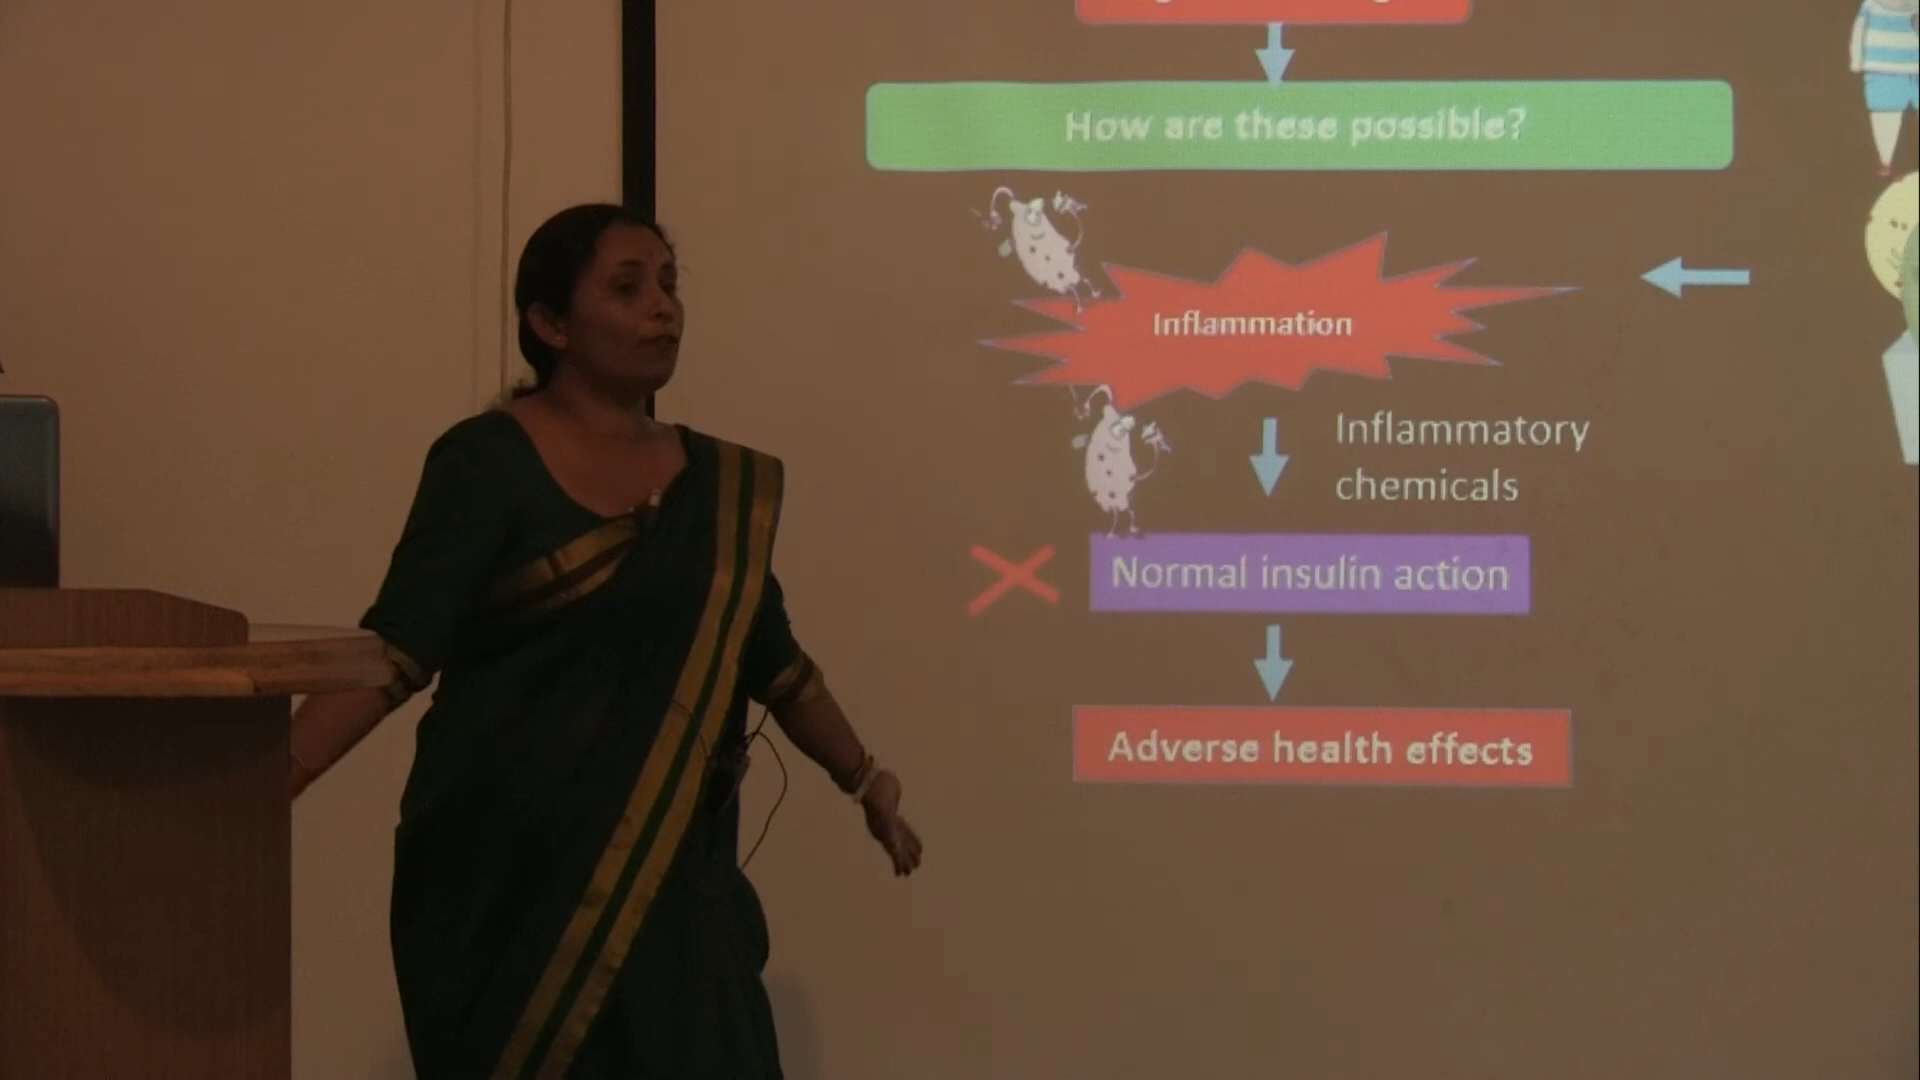 How are these possible?
Inflammation
Inflammatory
chemicals
Normal insulin action
Adverse health effects